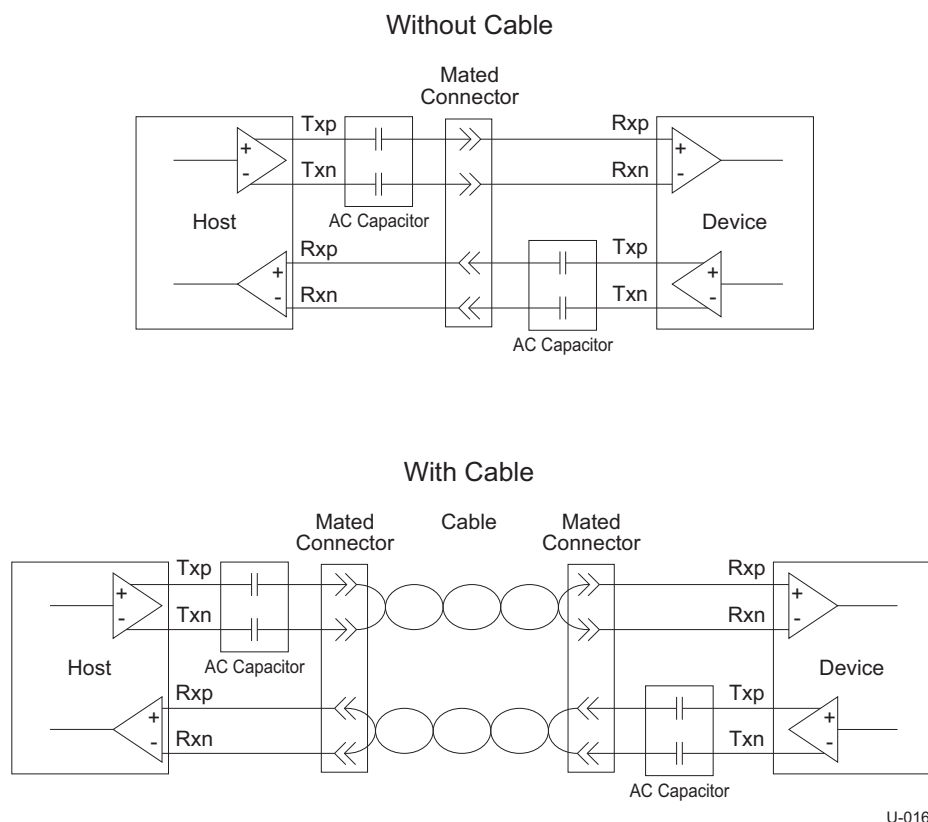 Without Cable
Mated
Connector
Txp
Rxp
+
+
-
-
Txn
Rxn
Host
AC Capacitor
Device
Rxp
Txp
+
+
-
-
Rxn
Txn
AC Capacitor
With Cable
Mated
Connector
Cable
Mated
Connector
Txp
Rxp
+
+
-
-
Txn
Rxn
Host
AC Capacitor
Device
Rxp
Txp
+
+
-
-
Rxn
Txn
AC Capacitor
U-016